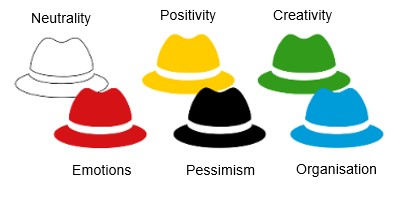 Neutrality
Positivity
Creativity
Emotions
Pessimism
Organisation